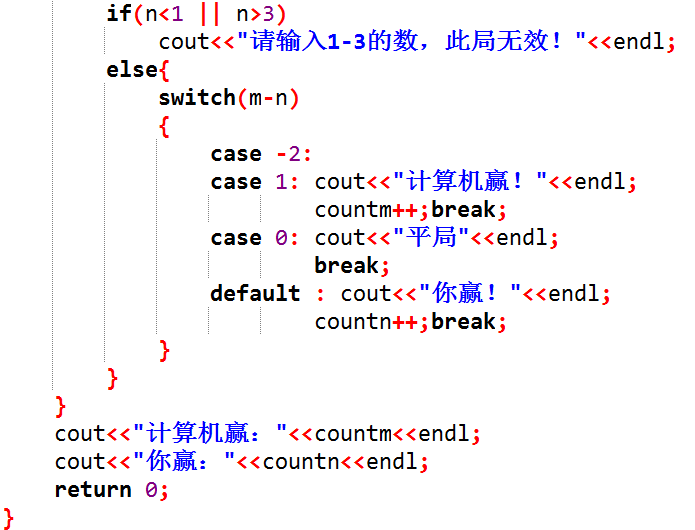 if(n<1 || n>3)
cout<<"请输入1-3的数，此局无效！"<<endl;
else{
switch(m-n)
{
case -2:
case 1: cout<<"计算机赢！"<<endl;
countm++;break;
case 0: cout<<"平局"<<endl;
break;
default : cout<<"你赢！"<<endl;
countn++;break;
}
}
}
cout<<"计算机赢："<<countm<<endl;
cout<<"你赢："<<countn<<endl;
return 0;
}